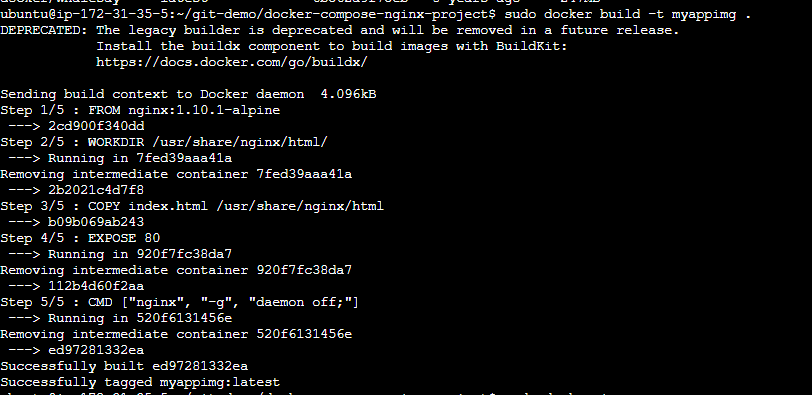 ubuntu@ip-172-31-35-5:~/git-demo/docker-compose-nginx-project$ sudo docker build -t myappimg .
DEPRECATED: The legacy builder is deprecated and will be removed in a future release.
            Install the buildx component to build images with BuildKit:
            https://docs.docker.com/go/buildx/
Sending build context to Docker daemon  4.096kB
Step 1/5 : FROM nginx:1.10.1-alpine
 ---> 2cd900f340dd
Step 2/5 : WORKDIR /usr/share/nginx/html/
 ---> Running in 7fed39aaa41a
Removing intermediate container 7fed39aaa41a
 ---> 2b2021c4d7f8
Step 3/5 : COPY index.html /usr/share/nginx/html
 ---> b09b069ab243
Step 4/5 : EXPOSE 80
 ---> Running in 920f7fc38da7
Removing intermediate container 920f7fc38da7
 ---> 112b4d60f2aa
Step 5/5 : CMD ["nginx", "-g", "daemon off;"]
 ---> Running in 520f6131456e
Removing intermediate container 520f6131456e
 ---> ed97281332ea
Successfully built ed97281332ea
Successfully tagged myappimg:latest